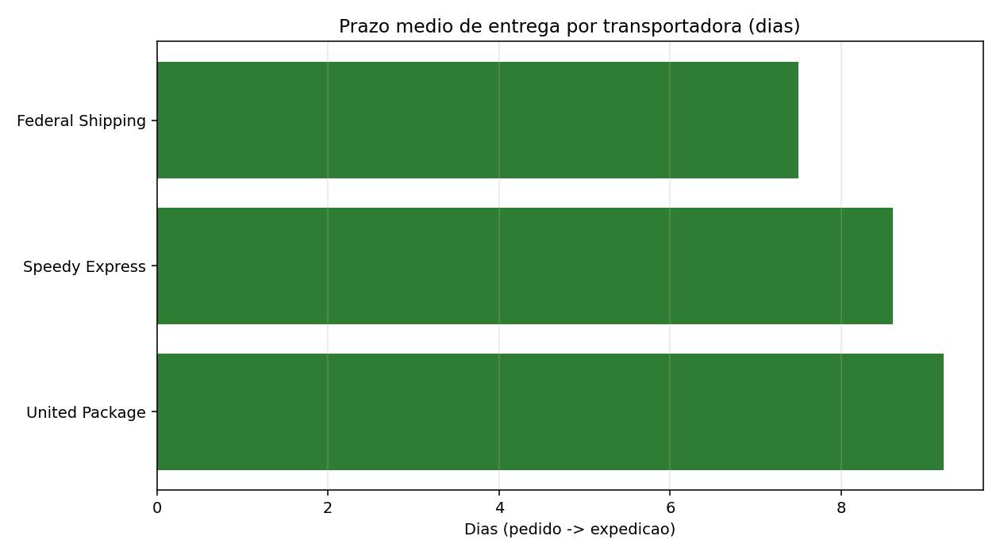 Prazo medio de entrega por transportadora (dias)
Federal Shipping
Speedy Express
United Package
0 2 4 6 8
Dias (pedido -> expedicao)